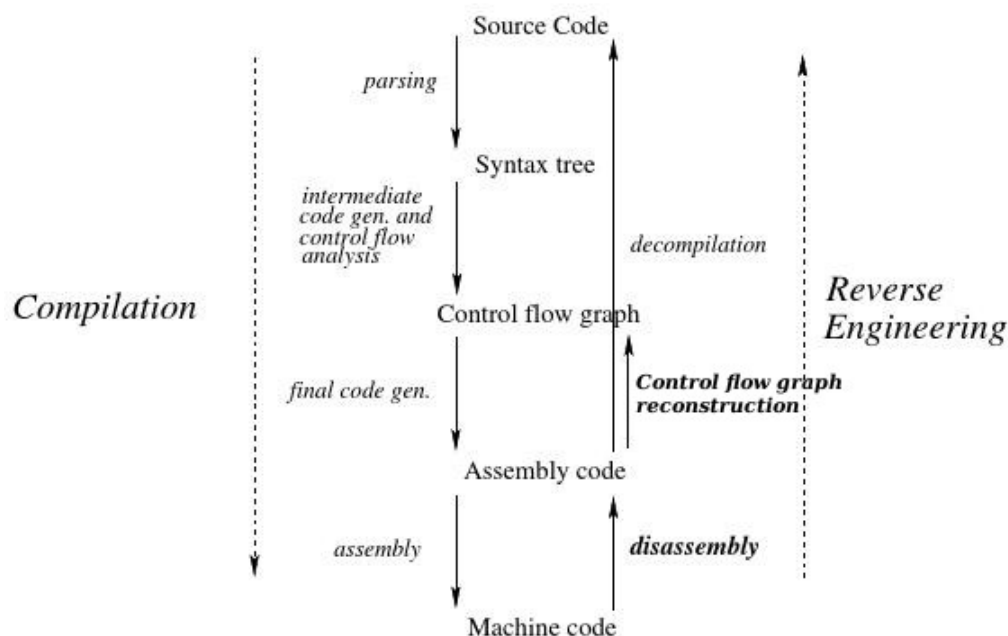 Source Code
parsing
Syntax tree
intermediate
code gen. and
control flow
analysis
decompilation
Compilation
Reverse
Engineering
Control flow graph
final code gen.
Control flow graph
reconstruction
Assembly code
assembly
disassembly
Machine code